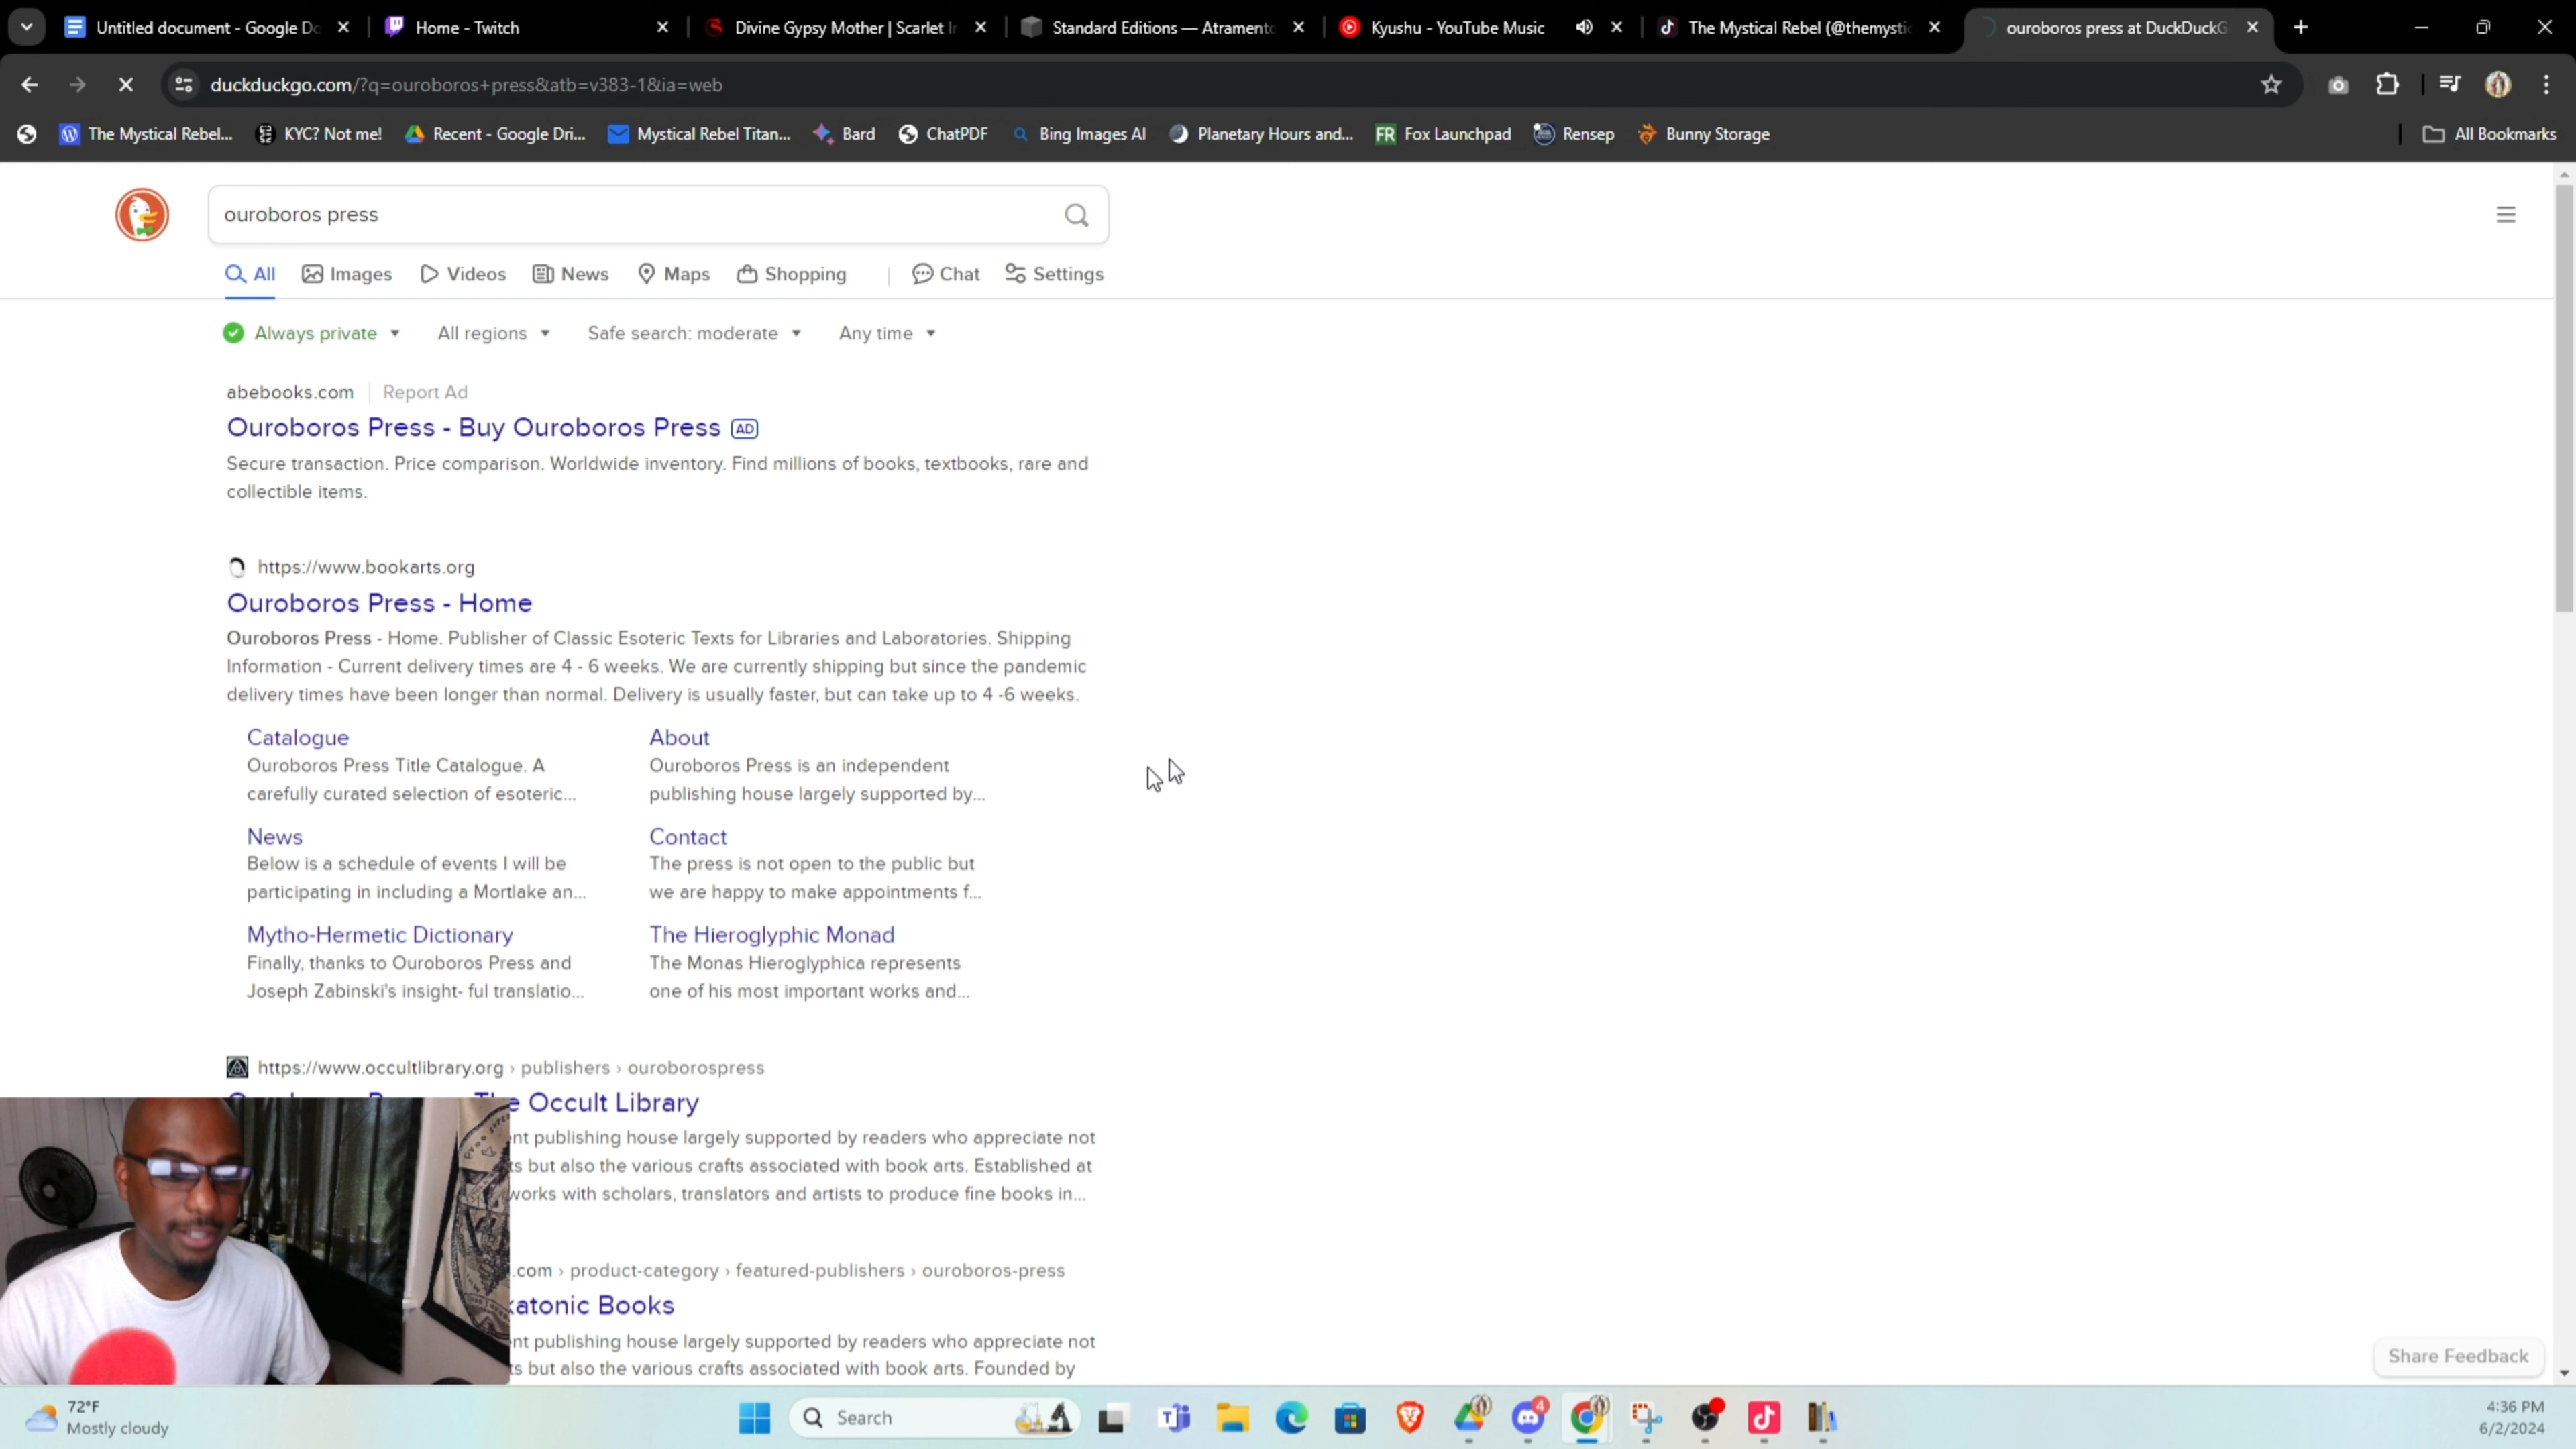 Untitled document - Google Do
Home - Twitch
Divine Gypsy Mother | Scarlet Ir
Standard Editions — Atramento
Kyushu - YouTube Music
The Mystical Rebel (@themystic
ouroboros press at DuckDuckG
duckduckgo.com/?q=ouroboros+press&atb=v383-1&ia=web
The Mystical Rebel...
KYC? Not me!
Recent - Google Dri...
Mystical Rebel Titan...
Bard
ChatPDF
Bing Images AI
Planetary Hours and...
FR Fox Launchpad
Rensep
Bunny Storage
All Bookmarks
ouroboros press
All Images Videos News Maps Shopping Chat Settings
Always private All regions Safe search: moderate Any time
abebooks.com Report Ad
Ouroboros Press - Buy Ouroboros Press AD
Secure transaction. Price comparison. Worldwide inventory. Find millions of books, textbooks, rare and
collectible items.
https://www.bookarts.org
Ouroboros Press - Home
Ouroboros Press - Home. Publisher of Classic Esoteric Texts for Libraries and Laboratories. Shipping
Information - Current delivery times are 4 - 6 weeks. We are currently shipping but since the pandemic
delivery times have been longer than normal. Delivery is usually faster, but can take up to 4 -6 weeks.
Catalogue
Ouroboros Press Title Catalogue. A
carefully curated selection of esoteric...
About
Ouroboros Press is an independent
publishing house largely supported by...
News
Below is a schedule of events I will be
participating in including a Mortlake an...
Contact
The press is not open to the public but
we are happy to make appointments f...
Mytho-Hermetic Dictionary
Finally, thanks to Ouroboros Press and
Joseph Zabinski's insight- ful translatio...
The Hieroglyphic Monad
The Monas Hieroglyphica represents
one of his most important works and...
https://www.occultlibrary.org › publishers › ouroborospress
The Occult Library
nt publishing house largely supported by readers who appreciate not
ts but also the various crafts associated with book arts. Established at
works with scholars, translators and artists to produce fine books in...
.com › product-category › featured-publishers › ouroboros-press
katonic Books
nt publishing house largely supported by readers who appreciate not
ts but also the various crafts associated with book arts. Founded by
Share Feedback
72°F
Mostly cloudy
Search
4
4:36 PM
6/2/2024